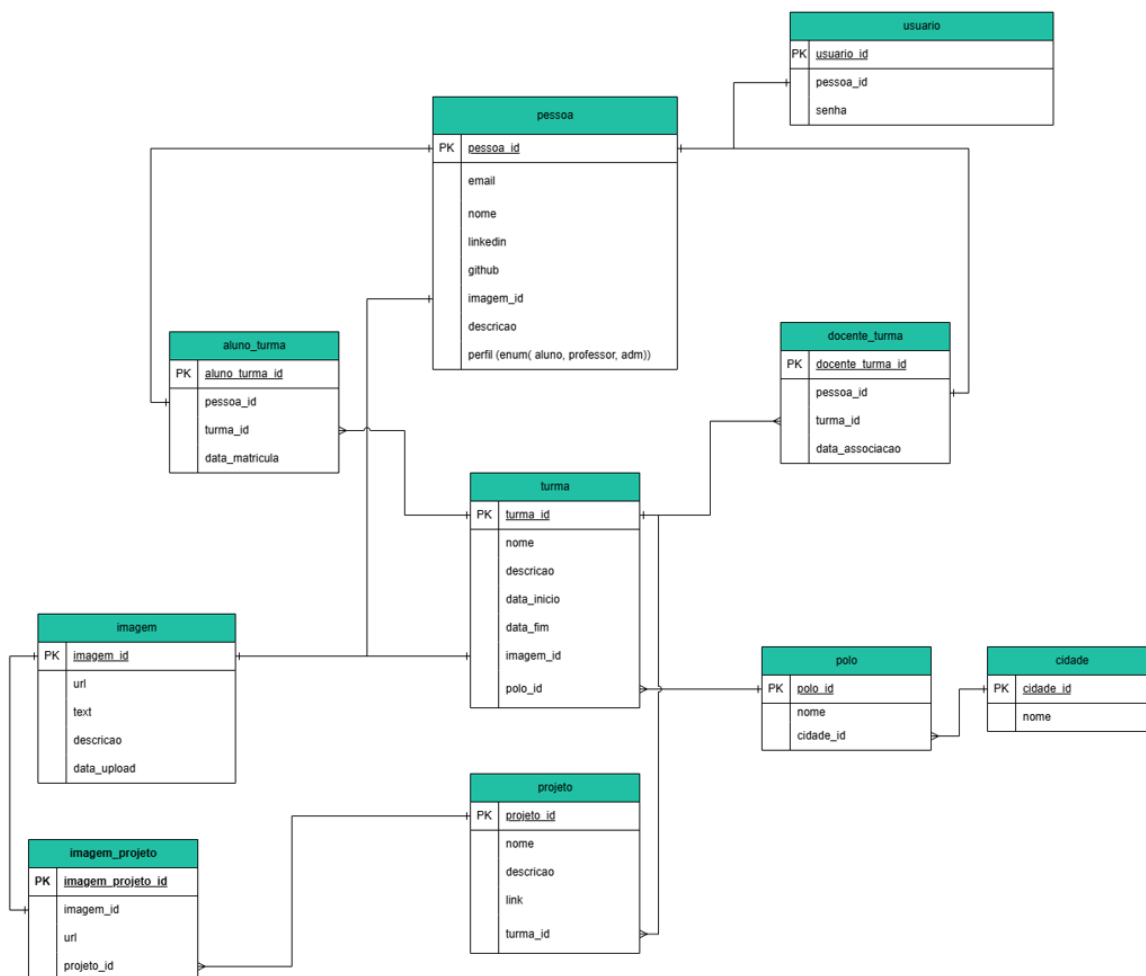 usuario
PK usuario_id
pessoa_id
senha
pessoa
PK pessoa_id
email
nome
linkedin
github
imagem_id
descricao
perfil (enum( aluno, professor, adm))
aluno_turma
PK aluno_turma_id
pessoa_id
turma_id
data_matricula
docente_turma
PK docente_turma_id
pessoa_id
turma_id
data_associacao
turma
PK turma_id
nome
descricao
data_inicio
data_fim
imagem_id
polo_id
imagem
PK imagem_id
url
text
descricao
data_upload
polo
PK polo_id
nome
cidade_id
cidade
PK cidade_id
nome
projeto
PK projeto_id
nome
descricao
link
turma_id
imagem_projeto
PK imagem_projeto_id
imagem_id
url
projeto_id